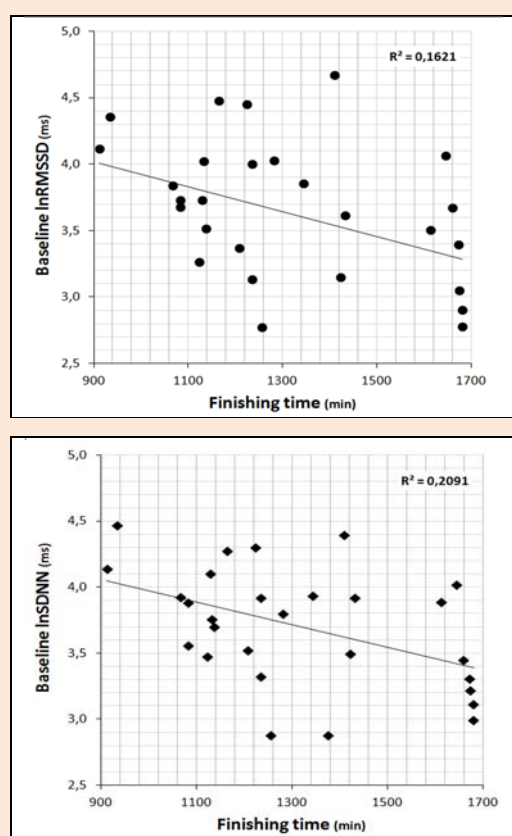 5,0
R² = 0,1621
4,5
4,0
3,5
3,0
2,5
Baseline lnRMSSD (ms)
900 1100 1300 1500 1700
Finishing time (min)
5,0
R² = 0,2091
4,5
4,0
3,5
3,0
2,5
Baseline lnSDNN (ms)
900 1100 1300 1500 1700
Finishing time (min)